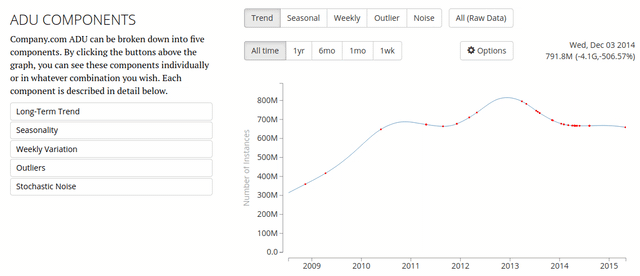 ADU COMPONENTS
Company.com ADU can be broken down into five
components. By clicking the buttons above the
graph, you can see these components individually
or in whatever combination you wish. Each
component is described in detail below.
Long-Term Trend
Seasonality
Weekly Variation
Outliers
Stochastic Noise
Trend Seasonal Weekly Outlier Noise All (Raw Data)
All time 1yr 6mo 1mo 1wk Options
Wed, Dec 03 2014
791.8M (-4.1G,-506.57%)
Number of Instances
800M
700M
600M
500M
400M
300M
200M
100M
0.0
2009 2010 2011 2012 2013 2014 2015